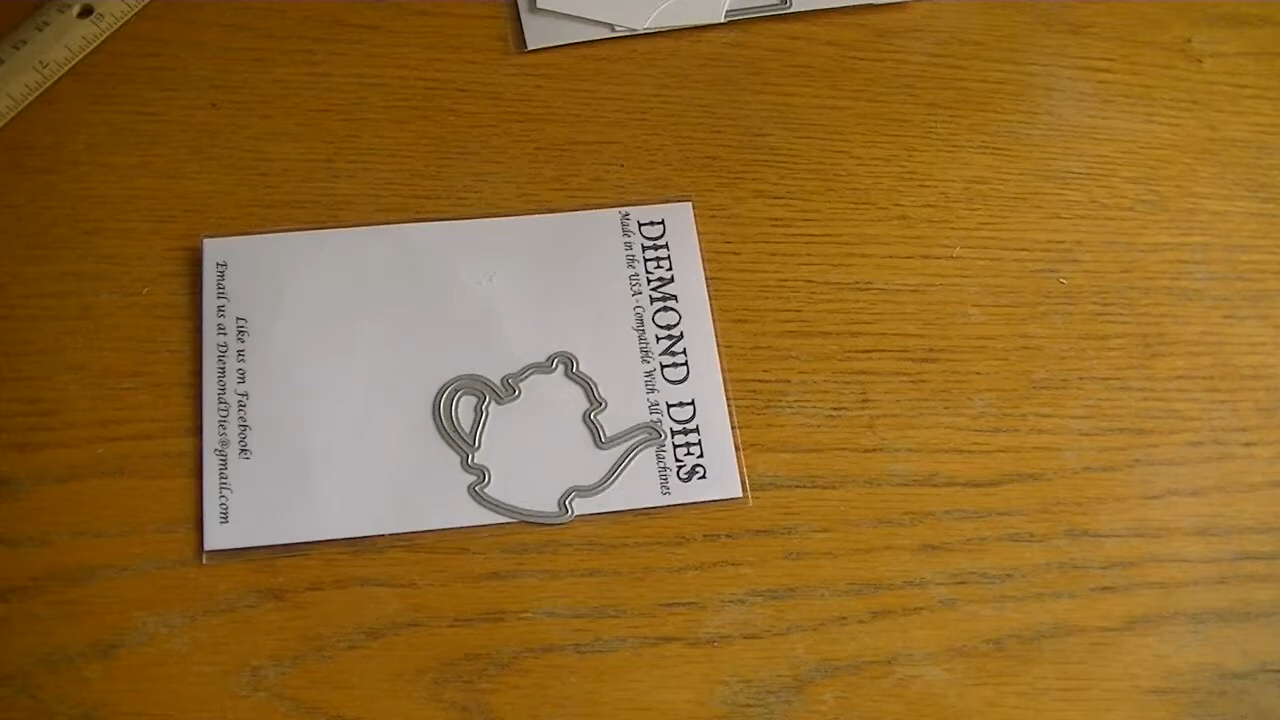 DIEMOND DIES
Made in the USA - Compatible With All Machines
Like us on Facebook!
Email us at DiemondDies@gmail.com